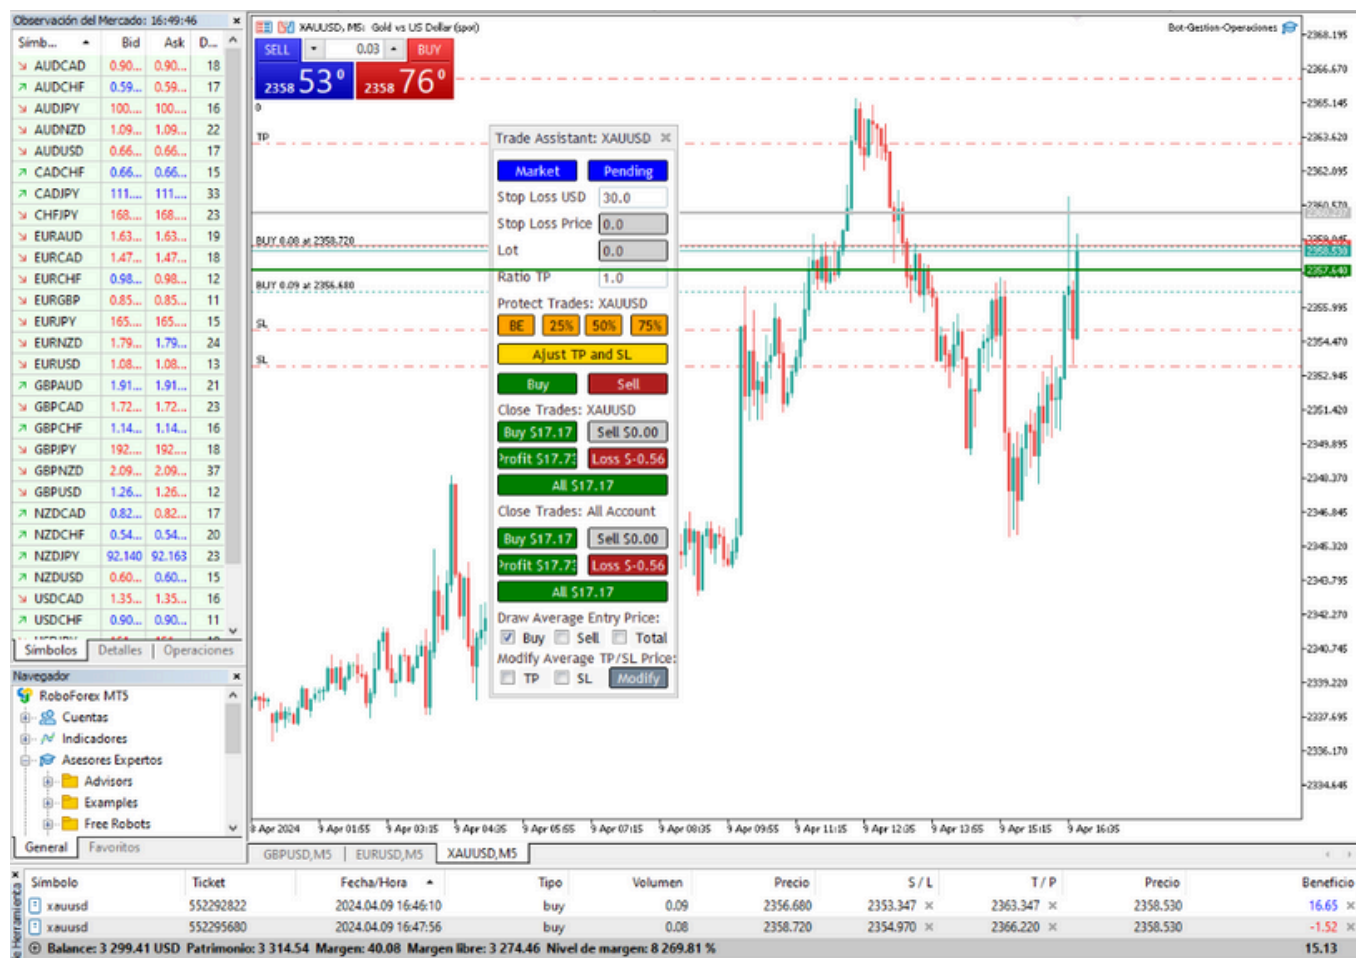 Observación del Mercado: 16:49:46
Símb... Bid Ask D...
AUDCAD 0.90... 0.90... 18
AUDCHF 0.59... 0.59... 17
AUDJPY 100.... 100.... 16
AUDNZD 1.09... 1.09... 22
AUDUSD 0.66... 0.66... 17
CADCHF 0.66... 0.66... 15
CADJPY 111.... 111.... 33
CHFJPY 168.... 168.... 23
EURAUD 1.63... 1.63... 19
EURCAD 1.47... 1.47... 18
EURCHF 0.98... 0.98... 12
EURGBP 0.85... 0.85... 11
EURJPY 165.... 165.... 15
EURNZD 1.79... 1.79... 24
EURUSD 1.08... 1.08... 13
GBPAUD 1.91... 1.91... 21
GBPCAD 1.72... 1.72... 23
GBPCHF 1.14... 1.14... 16
GBPJPY 192.... 192.... 18
GBPNZD 2.09... 2.09... 37
GBPUSD 1.26... 1.26... 12
NZDCAD 0.82... 0.82... 17
NZDCHF 0.54... 0.54... 20
NZDJPY 92.140 92.163 23
NZDUSD 0.60... 0.60... 15
USDCAD 1.35... 1.35... 16
USDCHF 0.90... 0.90... 11
Símbolos Detalles Operaciones
Navegador
RoboForex MT5
Cuentas
Indicadores
Asesores Expertos
Advisors
Examples
Free Robots
General Favoritos
XAUUSD, M5: Gold vs US Dollar (spot)
Bot-Gestion-Operaciones
SELL 0.03 BUY
2358 53 0 2358 76 0
0
TP
BUY 0.08 at 2358.720
BUY 0.09 at 2356.680
SL
SL
Trade Assistant: XAUUSD
Market Pending
Stop Loss USD 30.0
Stop Loss Price 0.0
Lot 0.0
Ratio TP 1.0
Protect Trades: XAUUSD
BE 25% 50% 75%
Ajust TP and SL
Buy Sell
Close Trades: XAUUSD
Buy $17.17 Sell $0.00
rofit $17.7 Loss $-0.56
All $17.17
Close Trades: All Account
Buy $17.17 Sell $0.00
rofit $17.7 Loss $-0.56
All $17.17
Draw Average Entry Price:
Buy Sell Total
Modify Average TP/SL Price:
TP SL Modify
2368.195
2366.670
2365.145
2363.620
2362.095
2360.570
2360.237
2359.045
2358.530
2357.640
2355.995
2354.470
2352.945
2351.420
2349.895
2348.370
2346.845
2345.320
2343.795
2342.270
2340.745
2339.220
2337.695
2336.170
2334.645
8 Apr 2024 9 Apr 01:55 9 Apr 03:15 9 Apr 04:35 9 Apr 05:55 9 Apr 07:15 9 Apr 08:35 9 Apr 09:55 9 Apr 11:15 9 Apr 12:35 9 Apr 13:55 9 Apr 15:15 9 Apr 16:35
GBPUSD,M5 EURUSD,M5 XAUUSD,M5
Símbolo Ticket Fecha/Hora Tipo Volumen Precio S / L T / P Precio Beneficio
xauusd 552292822 2024.04.09 16:46:10 buy 0.09 2356.680 2353.347 2363.347 2358.530 16.65
xauusd 552295680 2024.04.09 16:47:56 buy 0.08 2358.720 2354.970 2366.220 2358.530 -1.52
Balance: 3 299.41 USD Patrimonio: 3 314.54 Margen: 40.08 Margen libre: 3 274.46 Nivel de margen: 8 269.81 % 15.13
Herramienta